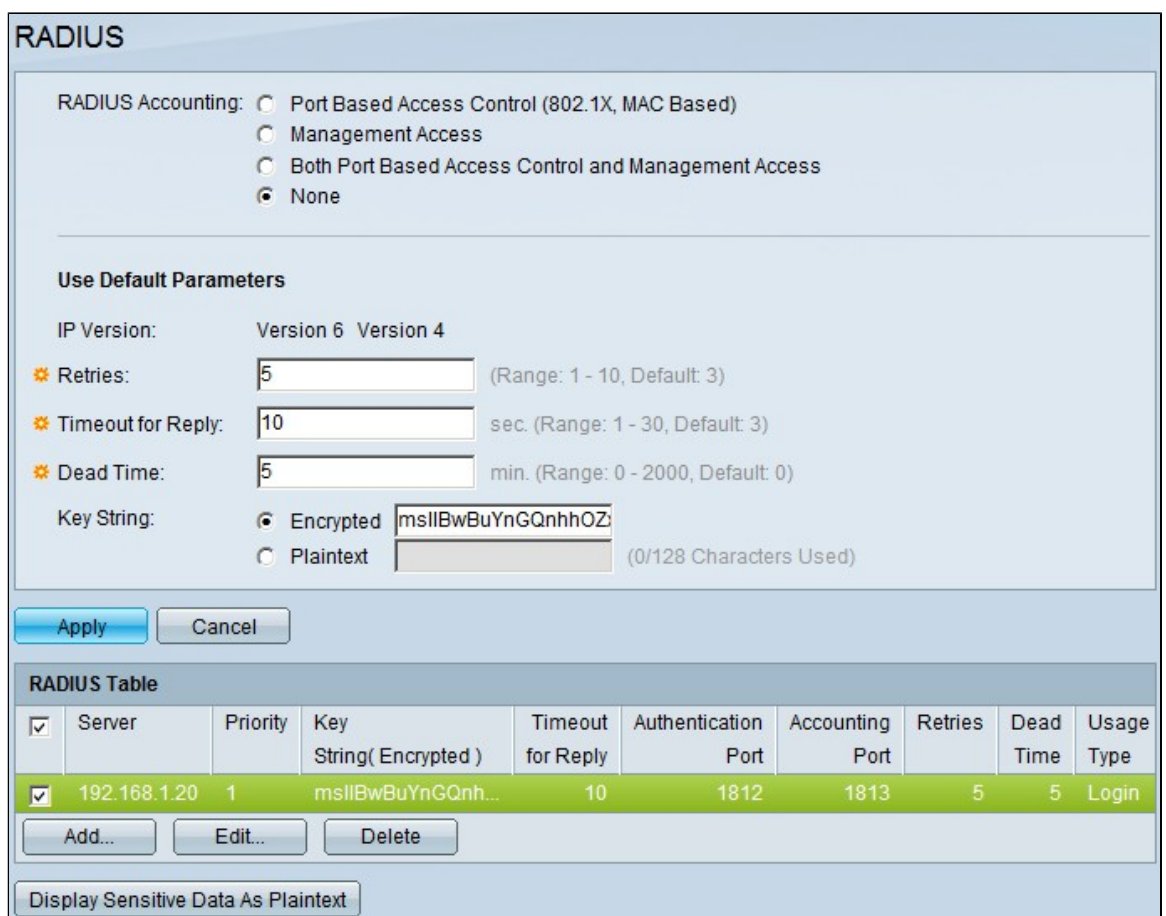 RADIUS
RADIUS Accounting: Port Based Access Control (802.1X, MAC Based)
Management Access
Both Port Based Access Control and Management Access
None
Use Default Parameters
IP Version: Version 6 Version 4
Retries: 5 (Range: 1 - 10, Default: 3)
Timeout for Reply: 10 sec. (Range: 1 - 30, Default: 3)
Dead Time: 5 min. (Range: 0 - 2000, Default: 0)
Key String: Encrypted
Plaintext (0/128 Characters Used)
Apply Cancel
RADIUS Table
Server Priority Key Timeout Authentication Accounting Retries Dead Usage
String( Encrypted ) for Reply Port Port Time Type
192.168.1.20 1 10 1812 1813 5 5 Login
Add... Edit... Delete
Display Sensitive Data As Plaintext